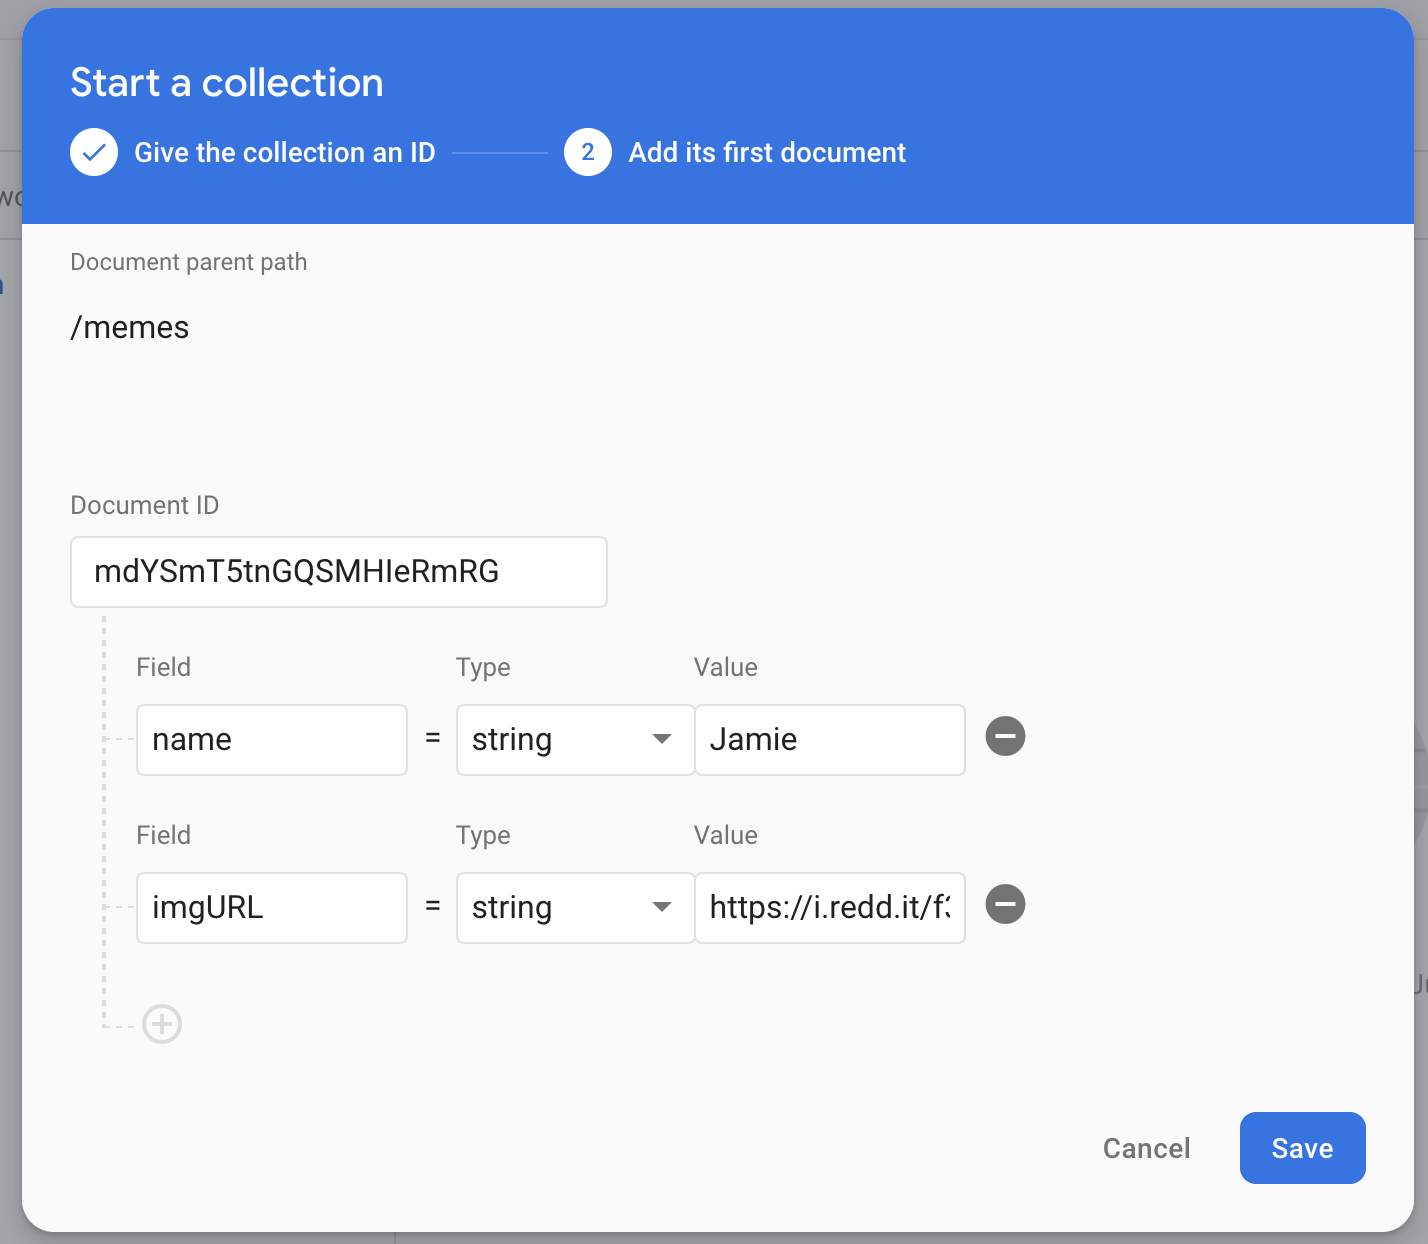 Start a collection
Give the collection an ID
2 Add its first document
Document parent path
/memes
Document ID
mdYSmT5tnGQSMHIeRmRG
Field Type Value
name = string Jamie
Field Type Value
imgURL = string https://i.redd.it/f
Cancel Save